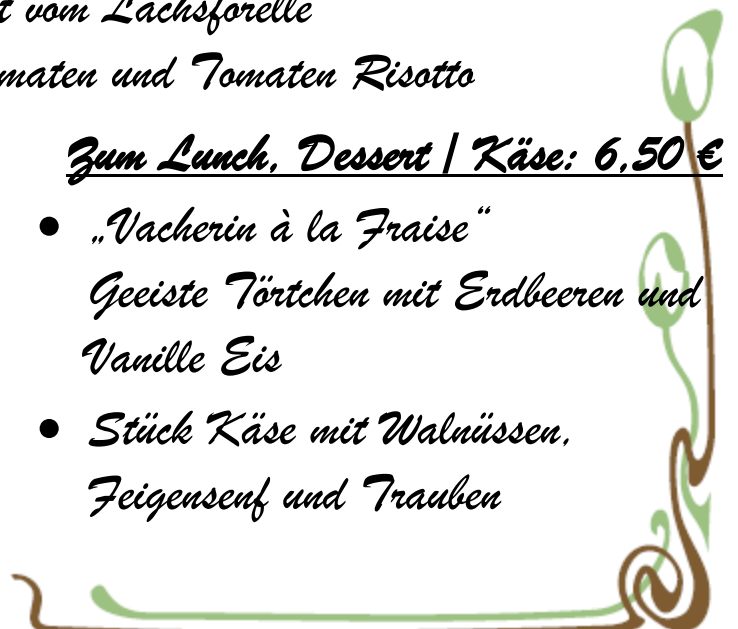 t vom Lachsforelle
maten und Tomaten Risotto
Zum Lunch, Dessert / Käse: 6,50 €
• „Vacherin à la Fraise“
Geeiste Törtchen mit Erdbeeren und
Vanille Eis
• Stück Käse mit Walnüssen,
Feigensenf und Trauben